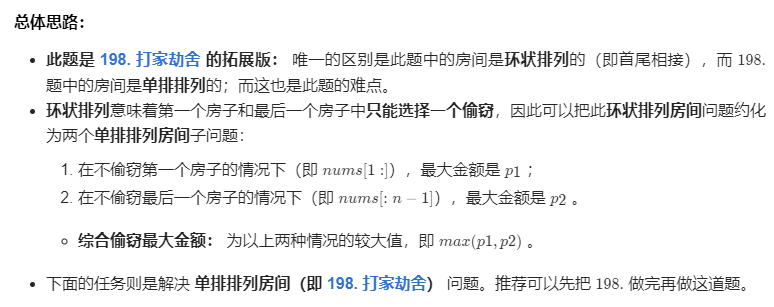 总体思路：
此题是 198. 打家劫舍 的拓展版： 唯一的区别是此题中的房间是环状排列的（即首尾相接），而 198.
题中的房间是单排排列的；而这也是此题的难点。
环状排列意味着第一个房子和最后一个房子中只能选择一个偷窃，因此可以把此环状排列房间问题约化
为两个单排排列房间子问题：
1. 在不偷窃第一个房子的情况下（即 nums[1 :]），最大金额是 p1 ；
2. 在不偷窃最后一个房子的情况下（即 nums[: n − 1]），最大金额是 p2 。
综合偷窃最大金额： 为以上两种情况的较大值，即 max(p1, p2) 。
下面的任务则是解决 单排排列房间（即 198. 打家劫舍） 问题。推荐可以先把 198. 做完再做这道题。